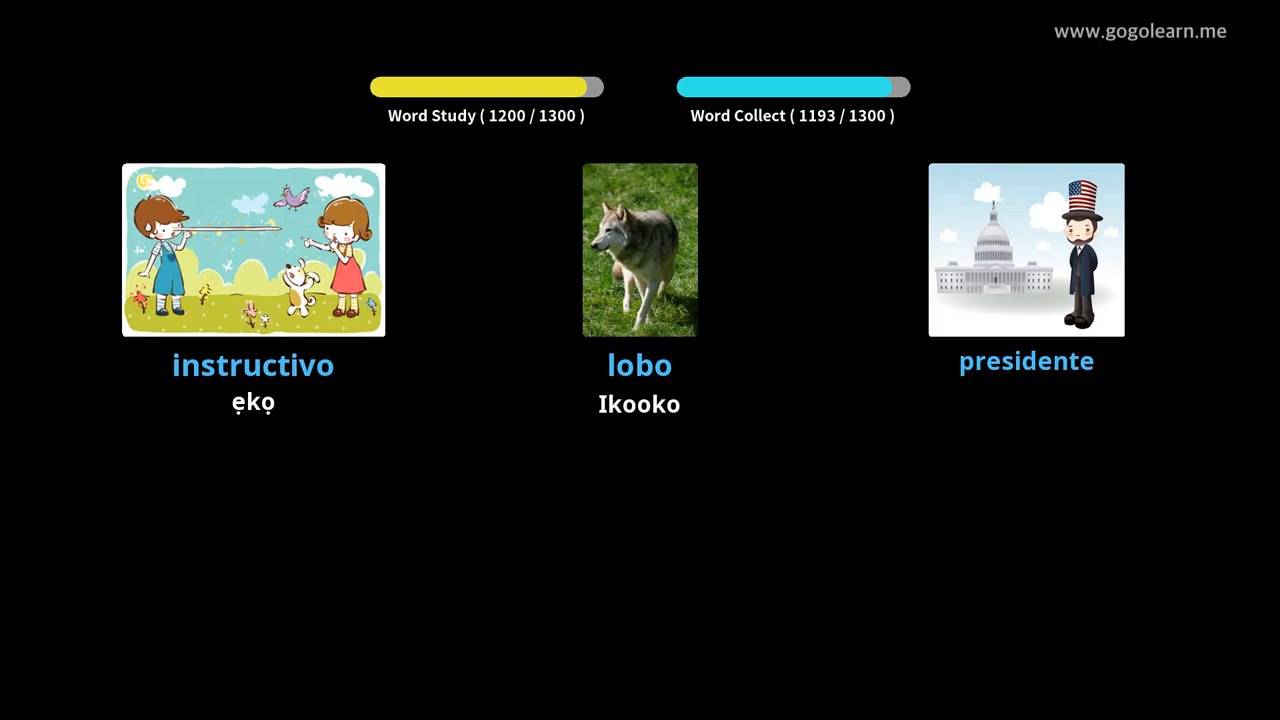 www.gogolearn.me
Word Study ( 1200 / 1300 )
Word Collect ( 1193 / 1300 )
instructivo
ẹkọ
lobo
Ikooko
presidente